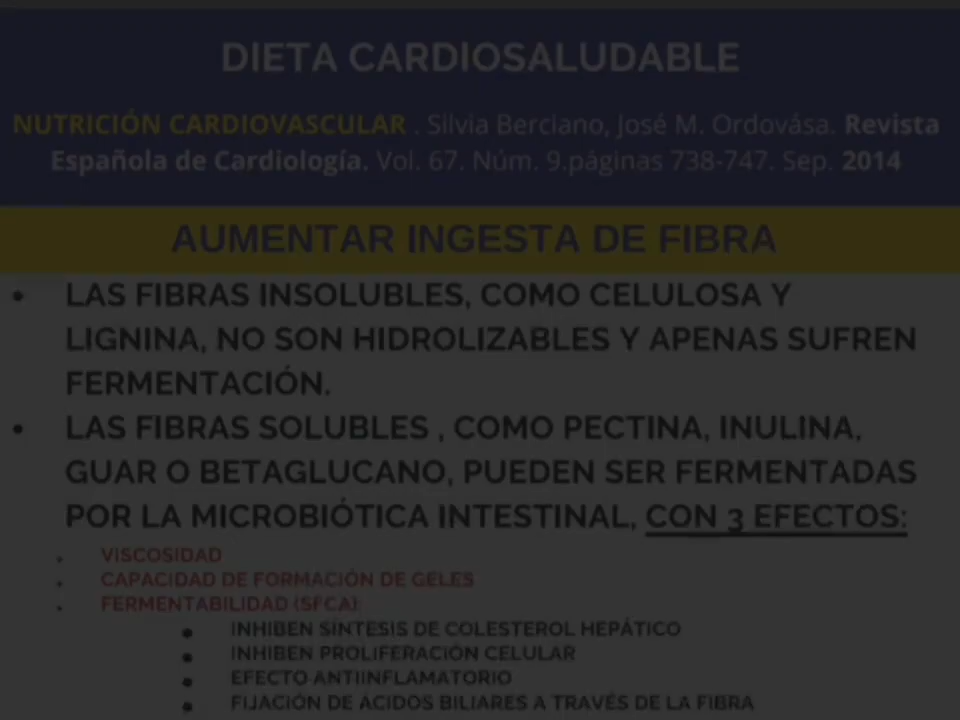 DIETA CARDIOSALUDABLE
NUTRICIÓN CARDIOVASCULAR . Silvia Berciano, José M. Ordovása. Revista
Española de Cardiología. Vol. 67. Núm. 9.páginas 738-747. Sep. 2014
AUMENTAR INGESTA DE FIBRA
• LAS FIBRAS INSOLUBLES, COMO CELULOSA Y
LIGNINA, NO SON HIDROLIZABLES Y APENAS SUFREN
FERMENTACIÓN.
• LAS FIBRAS SOLUBLES , COMO PECTINA, INULINA,
GUAR O BETAGLUCANO, PUEDEN SER FERMENTADAS
POR LA MICROBIÓTICA INTESTINAL, CON 3 EFECTOS:
• VISCOSIDAD
• CAPACIDAD DE FORMACIÓN DE GELES
• FERMENTABILIDAD (SFCA):
• INHIBEN SÍNTESIS DE COLESTEROL HEPÁTICO
• INHIBEN PROLIFERACIÓN CELULAR
• EFECTO ANTIINFLAMATORIO
• FIJACIÓN DE ÁCIDOS BILIARES A TRAVÉS DE LA FIBRA